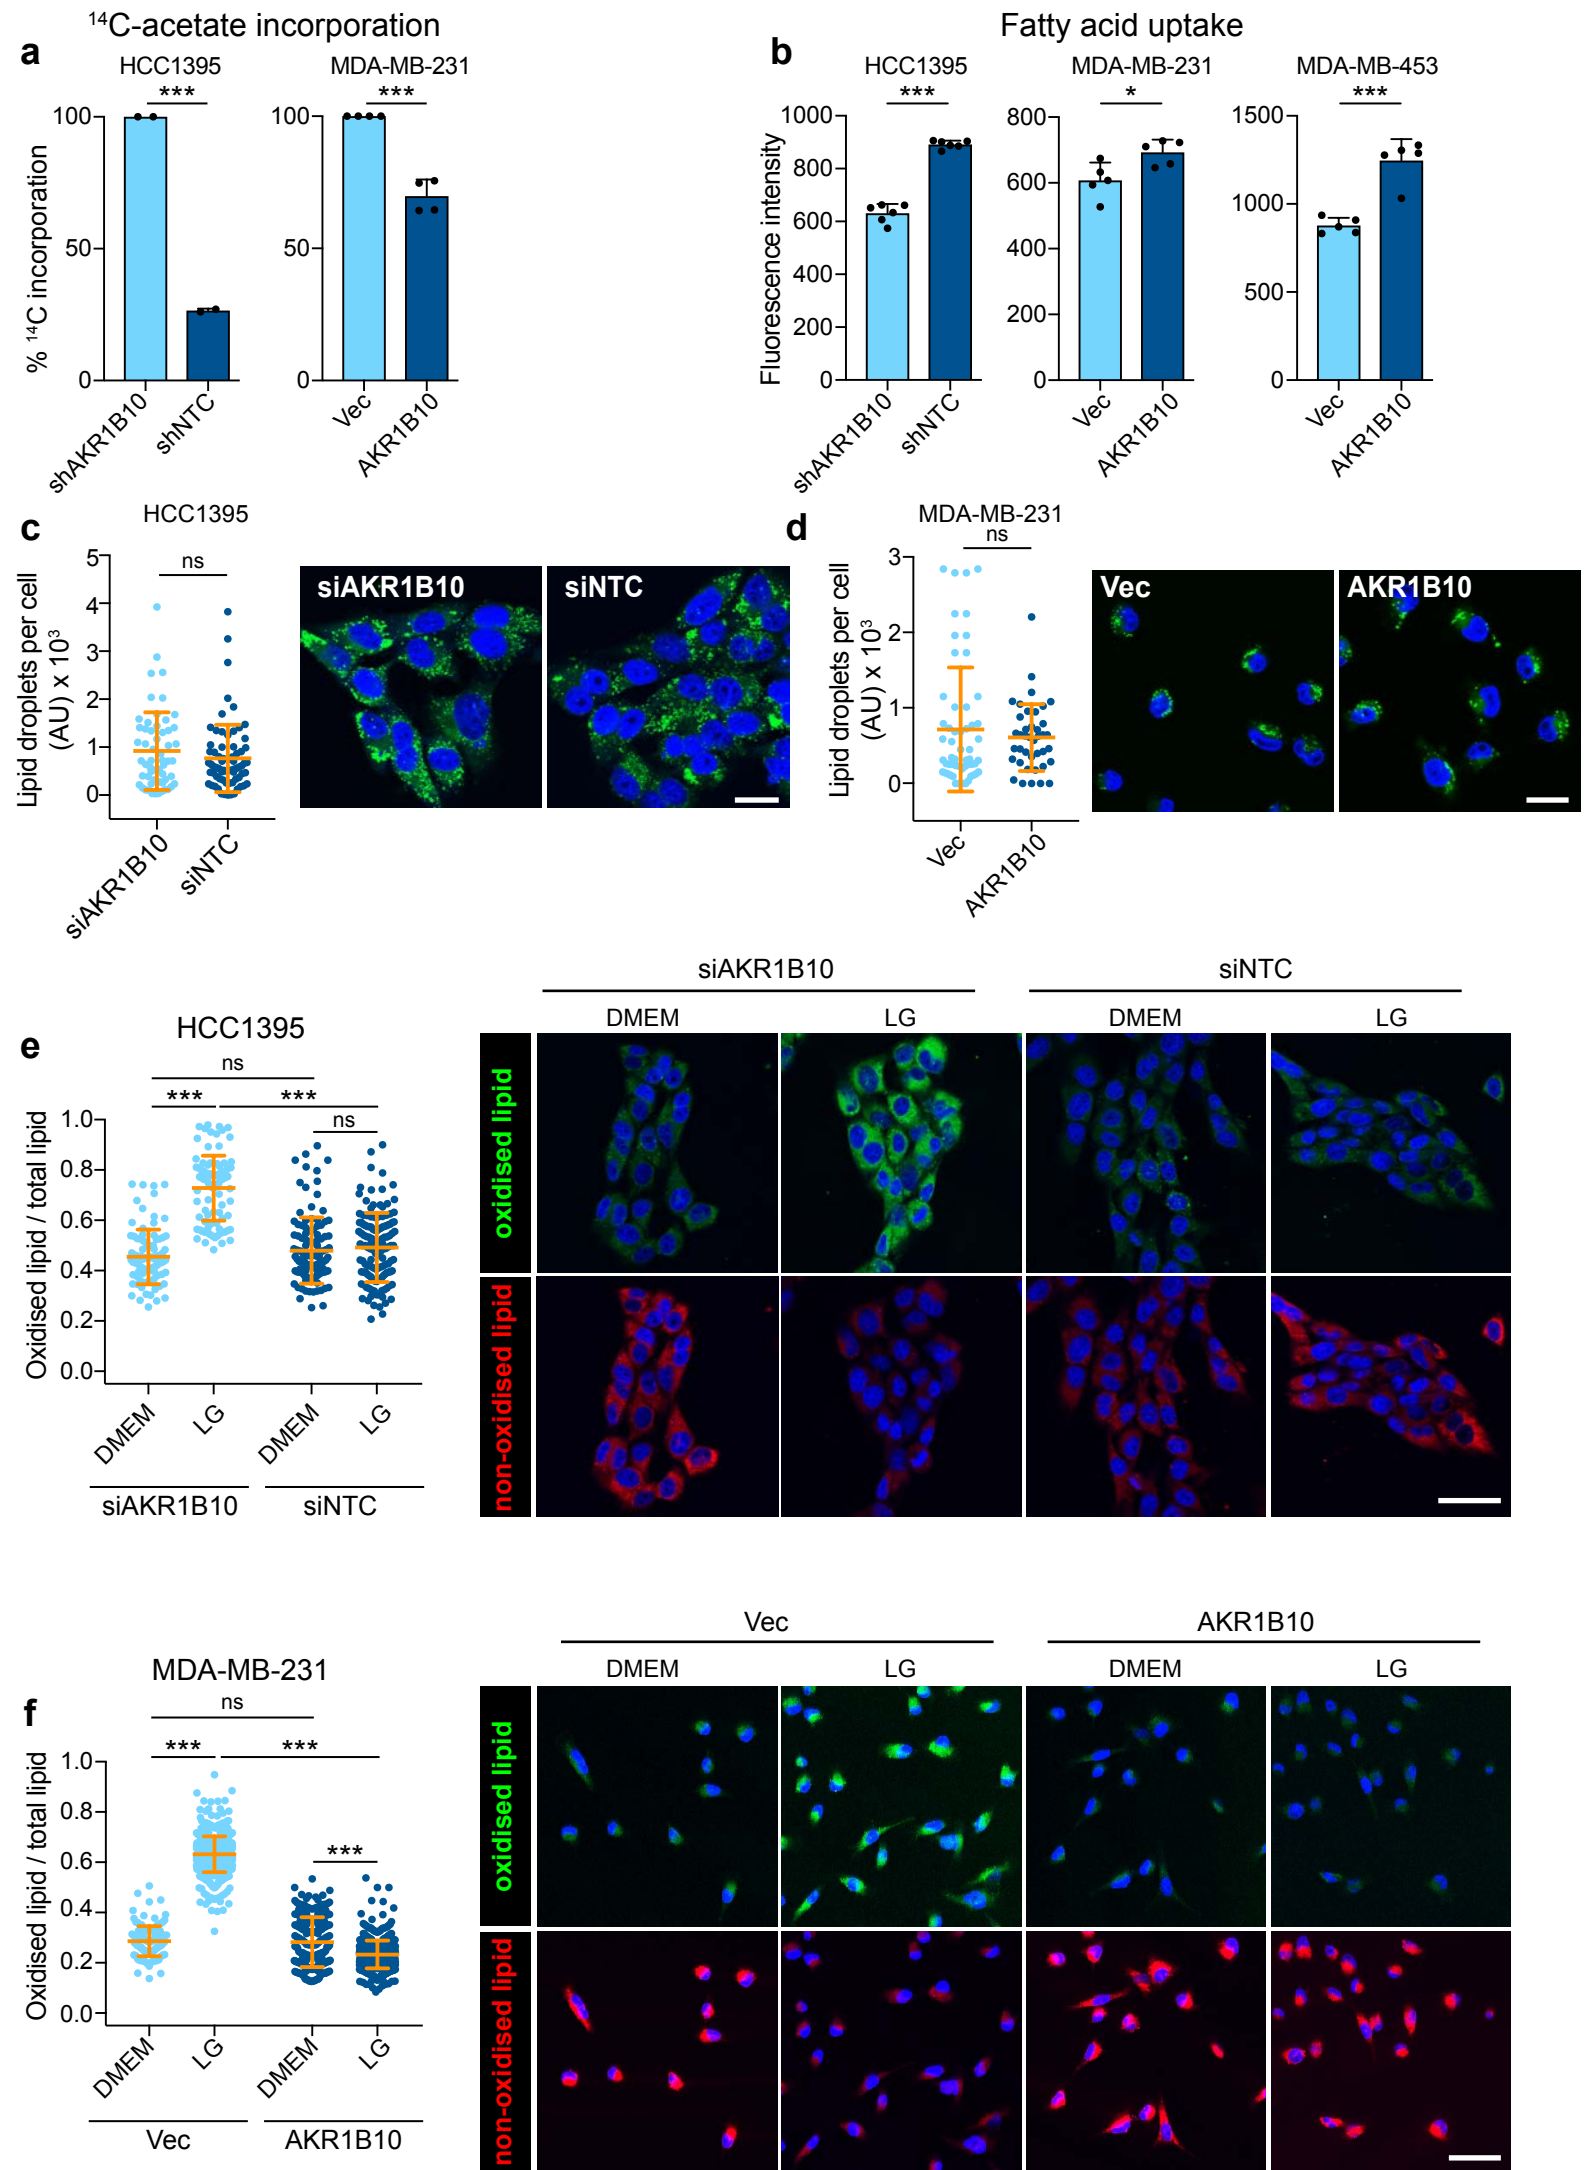 ¹⁴C-acetate incorporation
a
HCC1395
***
MDA-MB-231
***
% ¹⁴C incorporation
100
50
0
shAKR1B10
shNTC
100
50
0
Vec
AKR1B10
Fatty acid uptake
b
HCC1395
***
MDA-MB-231
*
MDA-MB-453
***
Fluorescence intensity
1000
800
600
400
200
0
shAKR1B10
shNTC
800
600
400
200
0
Vec
AKR1B10
1500
1000
500
0
Vec
AKR1B10
c
HCC1395
ns
Lipid droplets per cell
(AU) x 10³
5
4
3
2
1
0
siAKR1B10
siNTC
siAKR1B10
siNTC
d
MDA-MB-231
ns
Lipid droplets per cell
(AU) x 10³
3
2
1
0
Vec
AKR1B10
Vec
AKR1B10
e
HCC1395
ns
***
***
ns
Oxidised lipid / total lipid
1.0
0.8
0.6
0.4
0.2
0.0
DMEM
LG
DMEM
LG
siAKR1B10
siNTC
siAKR1B10
siNTC
DMEM
LG
DMEM
LG
oxidised lipid
non-oxidised lipid
f
MDA-MB-231
ns
***
***
***
Oxidised lipid / total lipid
1.0
0.8
0.6
0.4
0.2
0.0
DMEM
LG
DMEM
LG
Vec
AKR1B10
Vec
AKR1B10
DMEM
LG
DMEM
LG
oxidised lipid
non-oxidised lipid